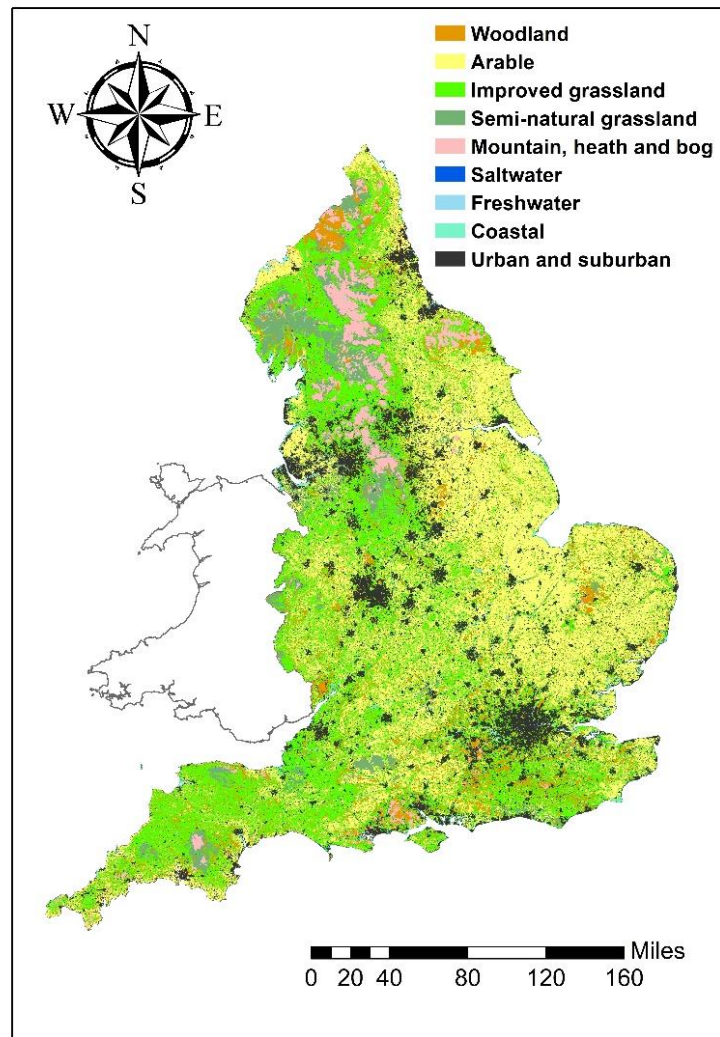 N
W E
S
Woodland
Arable
Improved grassland
Semi-natural grassland
Mountain, heath and bog
Saltwater
Freshwater
Coastal
Urban and suburban
Miles
0 20 40 80 120 160